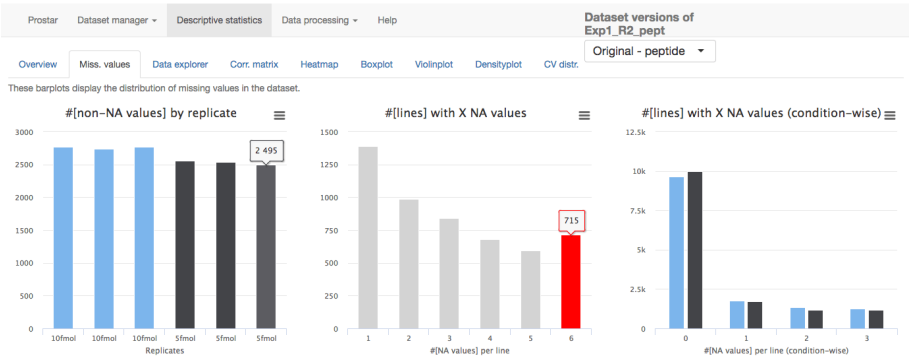 Prostar Dataset manager Descriptive statistics Data processing Help
Dataset versions of
Exp1_R2_pept
Original - peptide
Overview Miss. values Data explorer Corr. matrix Heatmap Boxplot Violinplot Densityplot CV distr.
These barplots display the distribution of missing values in the dataset.
#[non-NA values] by replicate
3000
2500
2000
1500
1000
500
0
2 495
10fmol 10fmol 10fmol 5fmol 5fmol 5fmol
Replicates
#[lines] with X NA values
1500
1250
1000
750
500
250
0
715
1 2 3 4 5 6
#[NA values] per line
#[lines] with X NA values (condition-wise)
12.5k
10k
7.5k
5k
2.5k
0
0 1 2 3
#[NA values] per line (condition-wise)